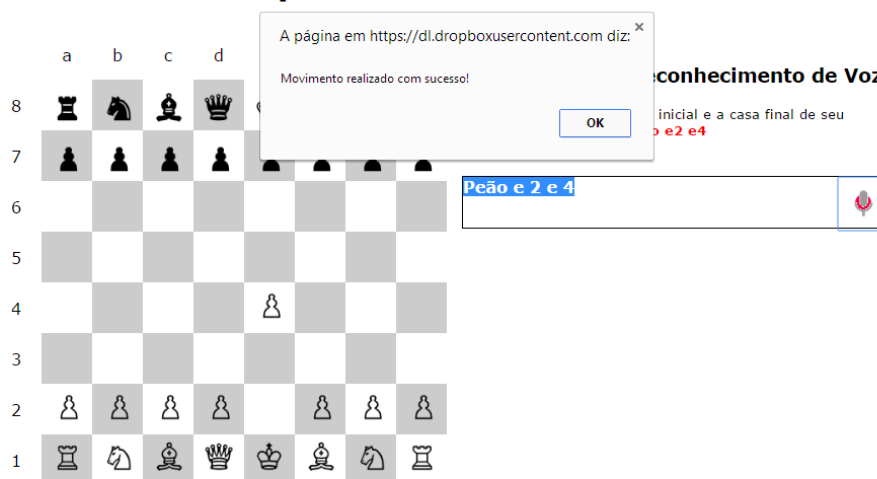 A página em https://dl.dropboxusercontent.com diz:
×
Movimento realizado com sucesso!
OK
a b c d
conhecimento de Voz
inicial e a casa final de seu
e2 e4
Peão e 2 e 4
8
7
6
5
4
3
2
1